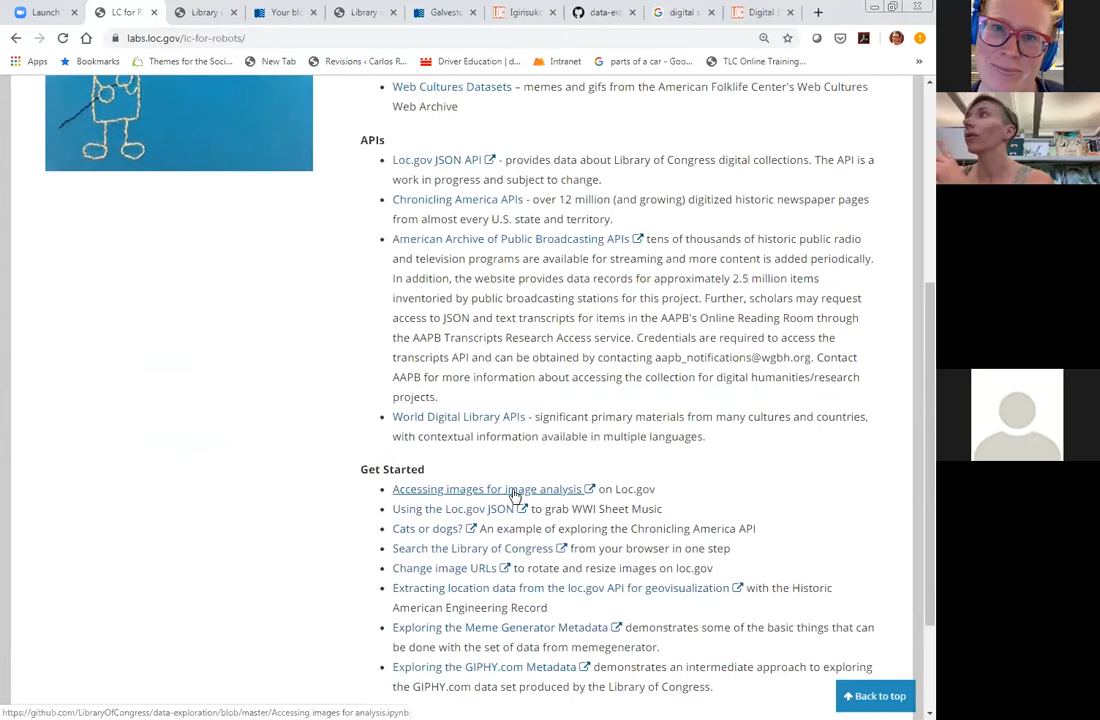 Launch
LC for R
Library
Your blo
Library
Galvestu
Igirisuk
data-ex
digital s
Digital S
labs.loc.gov/lc-for-robots/
Apps
Bookmarks
Themes for the Soci...
New Tab
Revisions ‹ Carlos R...
Driver Education | d...
Intranet
parts of a car - Goo...
TLC Online Training...
»
Web Cultures Datasets – memes and gifs from the American Folklife Center's Web Cultures
Web Archive
APIs
• Loc.gov JSON API - provides data about Library of Congress digital collections. The API is a
work in progress and subject to change.
• Chronicling America APIs - over 12 million (and growing) digitized historic newspaper pages
from almost every U.S. state and territory.
• American Archive of Public Broadcasting APIs tens of thousands of historic public radio
and television programs are available for streaming and more content is added periodically.
In addition, the website provides data records for approximately 2.5 million items
inventoried by public broadcasting stations for this project. Further, scholars may request
access to JSON and text transcripts for items in the AAPB's Online Reading Room through
the AAPB Transcripts Research Access service. Credentials are required to access the
transcripts API and can be obtained by contacting aapb_notifications@wgbh.org. Contact
AAPB for more information about accessing the collection for digital humanities/research
projects.
• World Digital Library APIs - significant primary materials from many cultures and countries,
with contextual information available in multiple languages.
Get Started
• Accessing images for image analysis on Loc.gov
• Using the Loc.gov JSON to grab WWI Sheet Music
• Cats or dogs? An example of exploring the Chronicling America API
• Search the Library of Congress from your browser in one step
• Change image URLs to rotate and resize images on loc.gov
• Extracting location data from the loc.gov API for geovisualization with the Historic
American Engineering Record
• Exploring the Meme Generator Metadata demonstrates some of the basic things that can
be done with the set of data from memegenerator.
• Exploring the GIPHY.com Metadata demonstrates an intermediate approach to exploring
the GIPHY.com data set produced by the Library of Congress.
Back to top
https://github.com/LibraryOfCongress/data-exploration/blob/master/Accessing images for analysis.ipynb